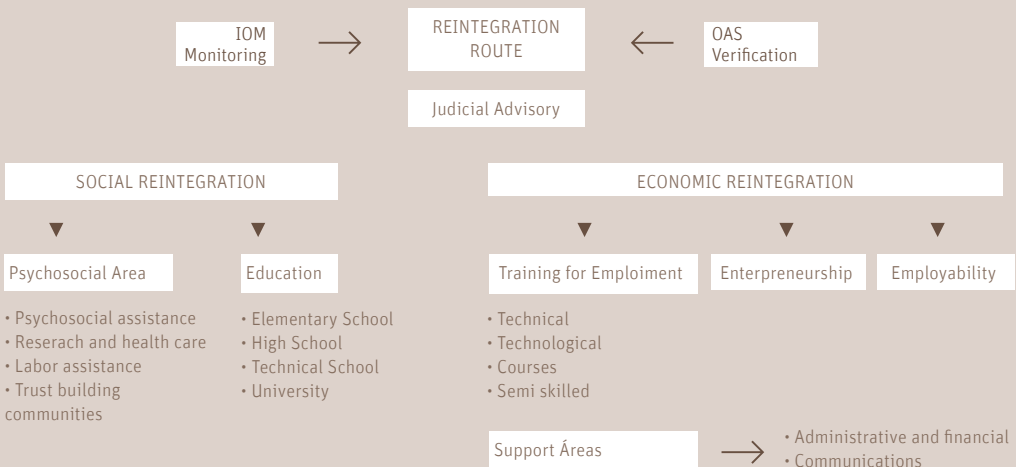 IOM
Monitoring
REINTEGRATION
ROUTE
OAS
Verification
Judicial Advisory
SOCIAL REINTEGRATION
ECONOMIC REINTEGRATION
Psychosocial Area
Education
Training for Emploiment
Enterpreneurship
Employability
• Psychosocial assistance
• Reserach and health care
• Labor assistance
• Trust building
communities
• Elementary School
• High School
• Technical School
• University
• Technical
• Technological
• Courses
• Semi skilled
Support Áreas
• Administrative and financial
• Communications